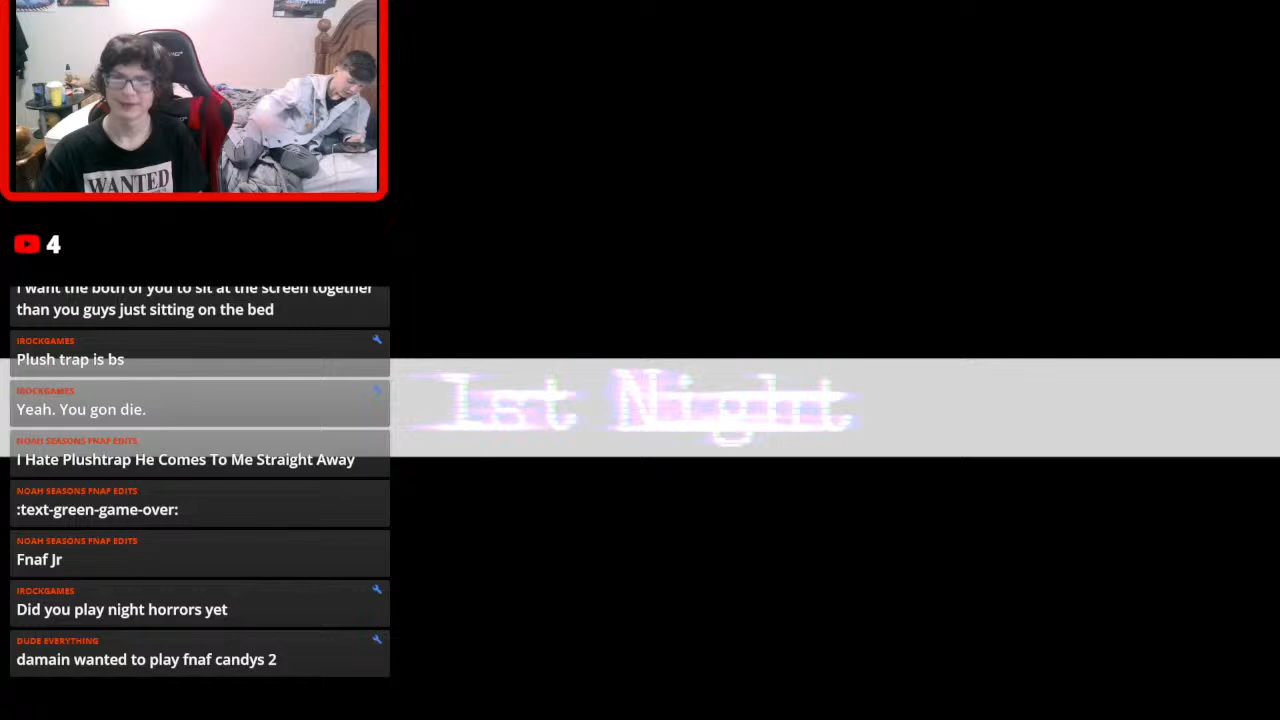 WANTED
4
I want the both of you to sit at the screen together
than you guys just sitting on the bed
IROCKGAMES
Plush trap is bs
IROCKGAMES
Yeah. You gon die.
NOAH SEASONS FNAF EDITS
I Hate Plushtrap He Comes To Me Straight Away
NOAH SEASONS FNAF EDITS
:text-green-game-over:
NOAH SEASONS FNAF EDITS
Fnaf Jr
IROCKGAMES
Did you play night horrors yet
DUDE EVERYTHING
damain wanted to play fnaf candys 2
1st Night